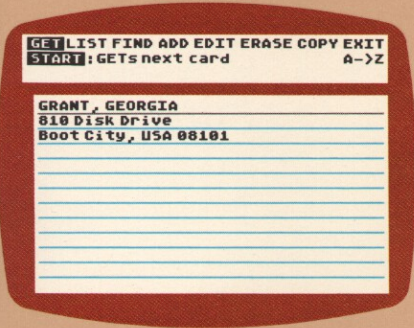 GET LIST FIND ADD EDIT ERASE COPY EXIT
START:GETs next card A->Z
GRANT, GEORGIA
810 Disk Drive
Boot City, USA 08101